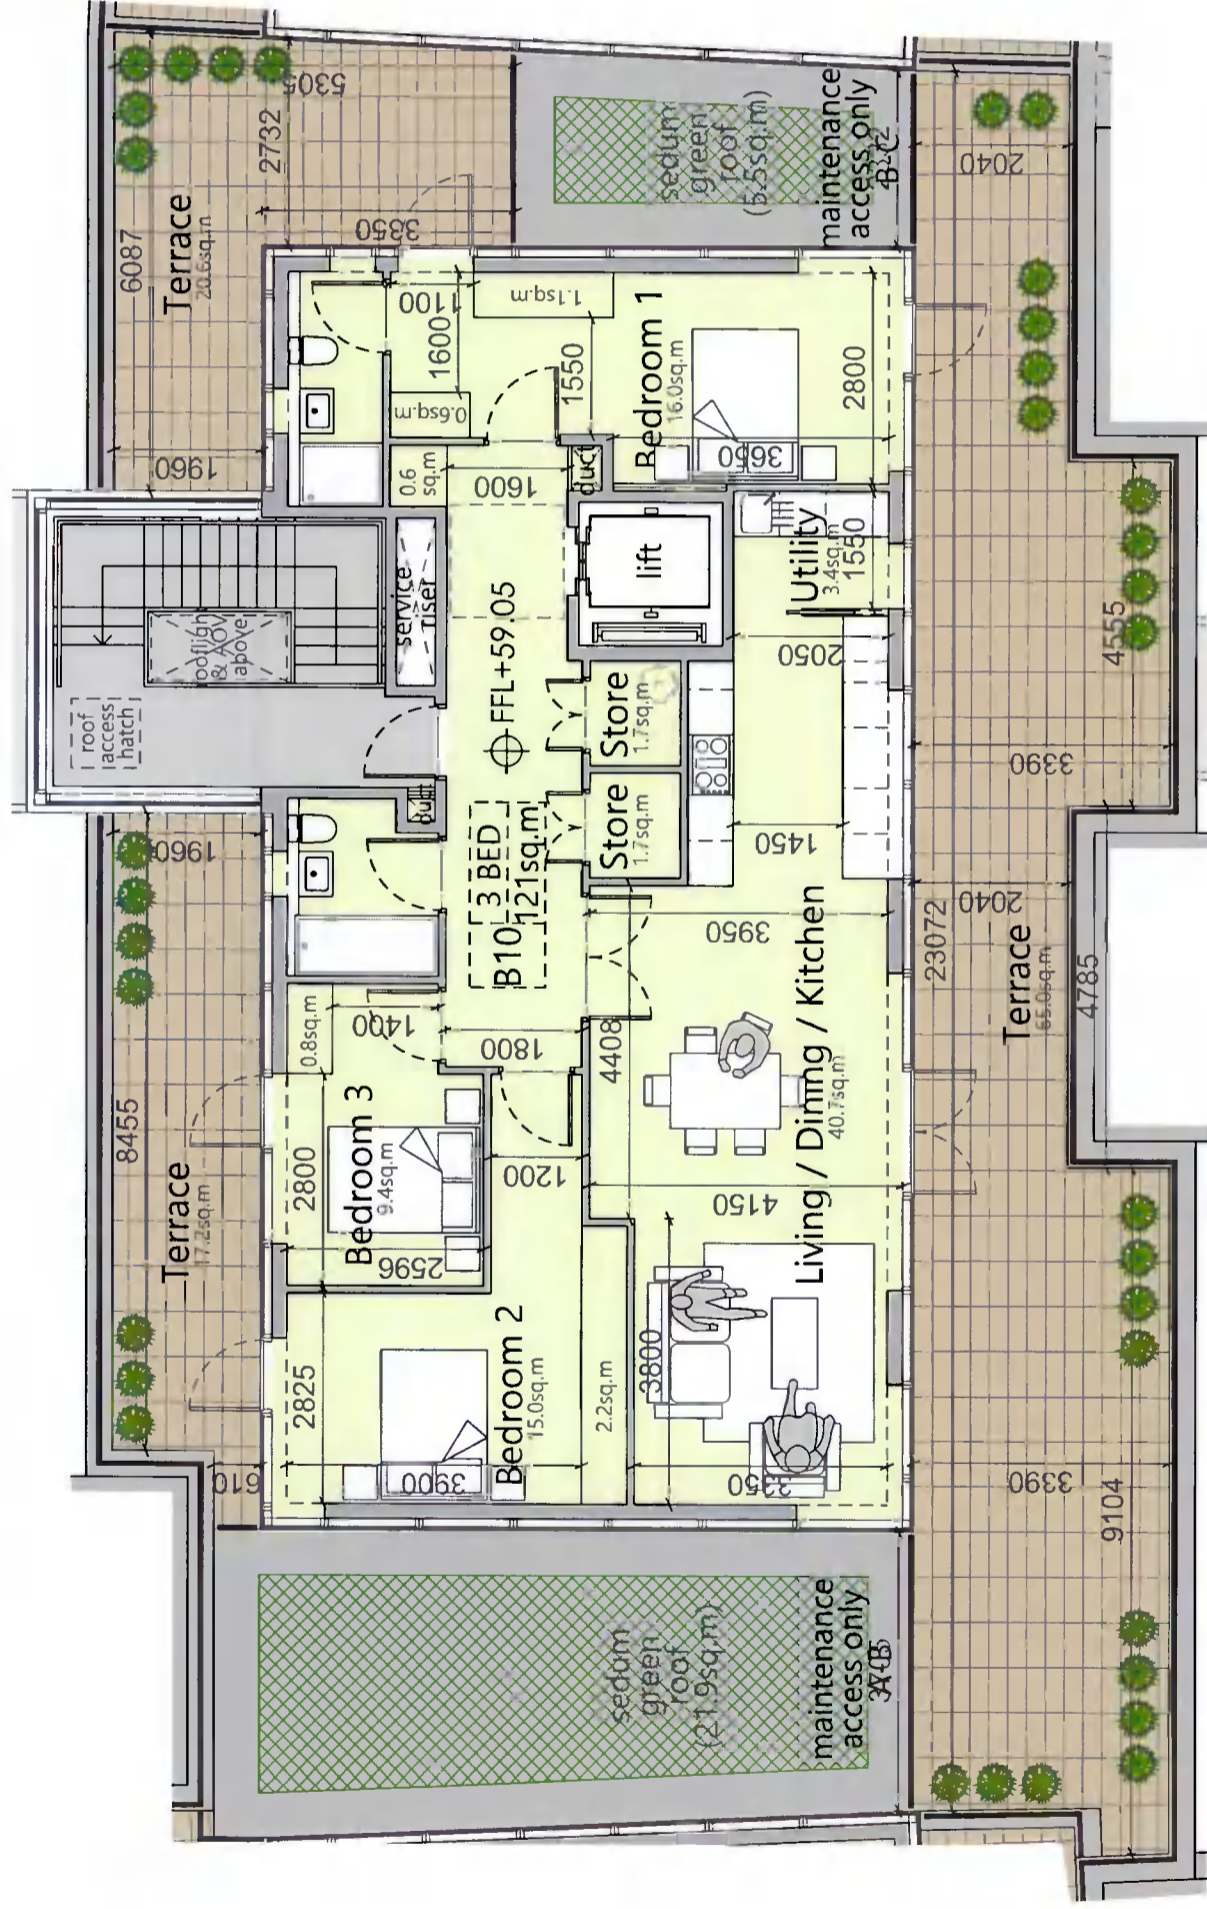 5305
2732
6087
Terrace
20.6sq.m
3350
1960
sedum
green
roof
(5.5sq.m)
maintenance
access only
B-C
2040
1100
1600
1.1sq.m
0.6sq.m
1550
Bedroom 1
16.0sq.m
2800
3650
0.6
sq.m
1600
duct
lift
Utility
3.4sq.m
1550
service
riser
& AOV
above
roof
access
hatch
FFL+59.05
2050
4555
3390
Store
1.7sq.m
Store
1.7sq.m
1450
B10
3 BED
121sq.m
1960
8455
Terrace
17.2sq.m
0.8sq.m
1400
1800
Bedroom 3
9.4sq.m
2800
2596
1200
4408
3950
Living / Dining / Kitchen
40.7sq.m
4150
2040
23072
Terrace
65.0sq.m
4785
2825
Bedroom 2
15.0sq.m
3900
2.2sq.m
3800
3350
610
3390
9104
sedum
green
roof
(21.9sq.m)
maintenance
access only